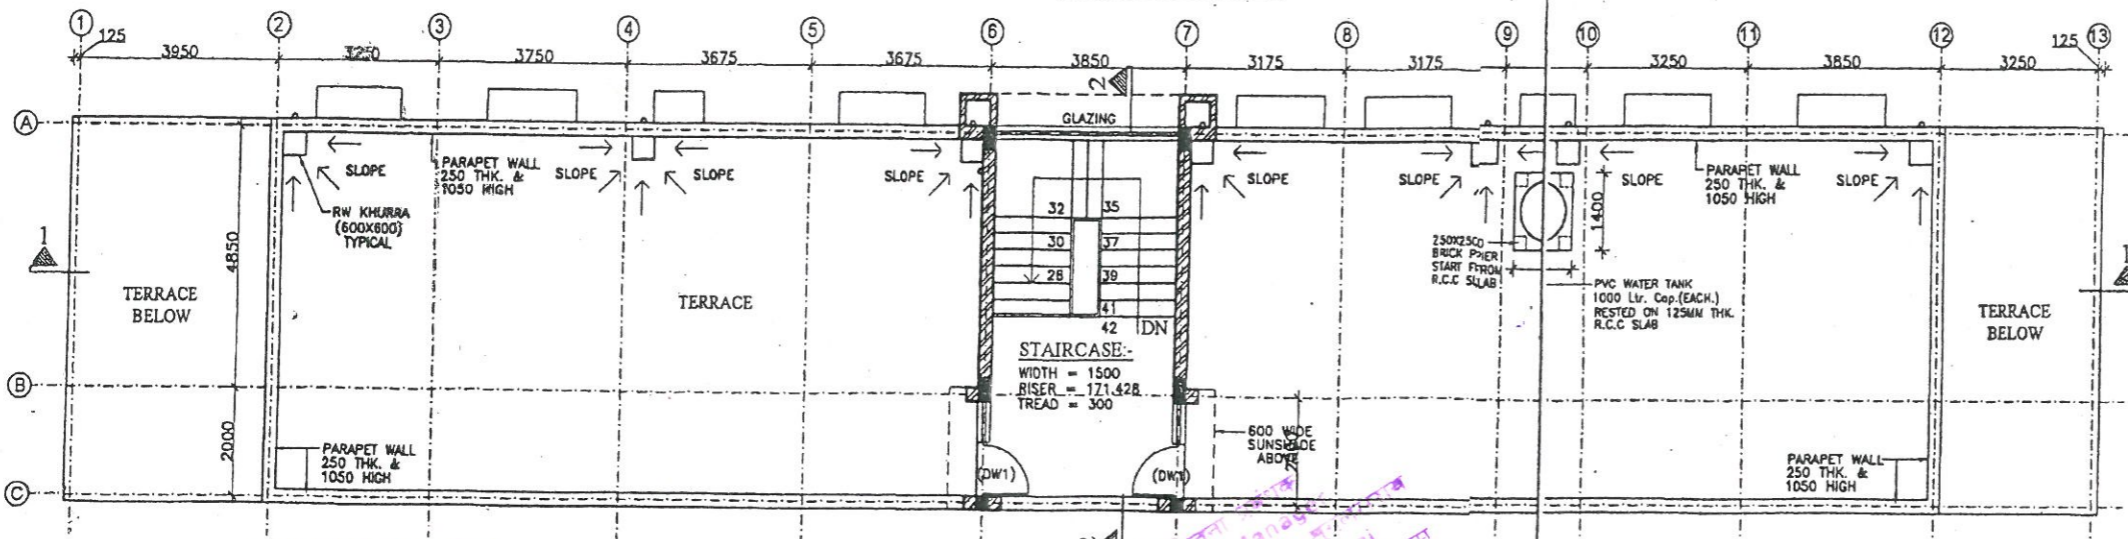 1 2 3 4 5 6 7 8 9 10 11 12 13
125 3950 3250 3750 3675 3675 3850 3175 3175 3250 3850 3250 125
2
A
GLAZING
SLOPE
PARAPET WALL
250 THK. &
1050 HIGH
SLOPE
SLOPE
SLOPE
SLOPE
SLOPE
SLOPE
PARAPET WALL
250 THK. &
1050 HIGH
SLOPE
RW KHURRA
(600X600)
TYPICAL
32 35
30 37
28 39
41
42
DN
1400
250X250
BRICK PIER
START FROM
R.C.C SLAB
PVC WATER TANK
1000 Ltr. Cap.(EACH.)
RESTED ON 125MM THK.
R.C.C SLAB
1
1
4850
TERRACE
BELOW
TERRACE
TERRACE
BELOW
STAIRCASE:-
WIDTH = 1500
RISER = 171.428
TREAD = 300
B
2000
PARAPET WALL
250 THK. &
1050 HIGH
(DW1)
(DW1)
600 WIDE
SUNSHADE
ABOVE
PARAPET WALL
250 THK. &
1050 HIGH
C